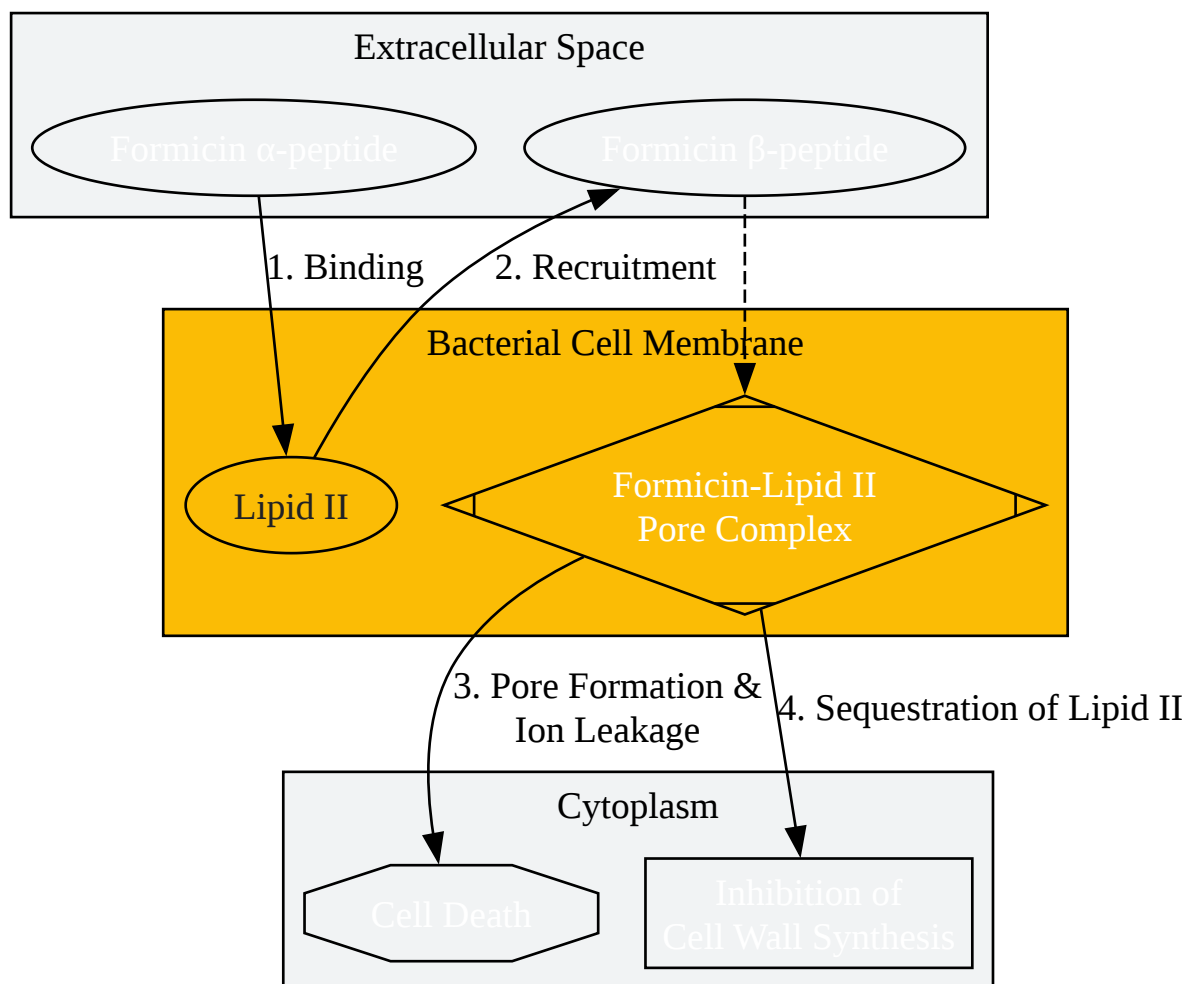 Extracellular Space
Formicin α-peptide
Formicin β-peptide
1. Binding
2. Recruitment
Bacterial Cell Membrane
Lipid II
Formicin-Lipid II
Pore Complex
3. Pore Formation &
Ion Leakage
4. Sequestration of Lipid II
Cytoplasm
Cell Death
Inhibition of
Cell Wall Synthesis